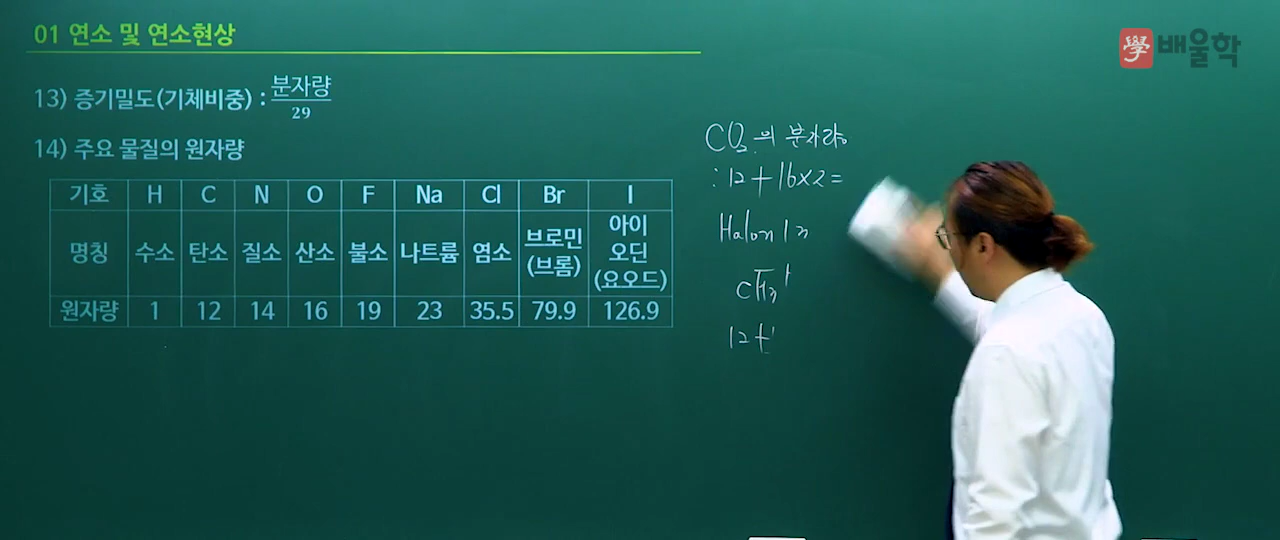 01 연소 및 연소현상
學 배울학
13) 증기밀도(기체비중) : 분자량
29
14) 주요 물질의 원자량
기호 H C N O F Na Cl Br I
명칭 수소 탄소 질소 산소 불소 나트륨 염소 브로민(브롬) 아이오딘(요오드)
원자량 1 12 14 16 19 23 35.5 79.9 126.9
CO₂의 분자량
: 12 + 16×2 =
Halon 1
12 +